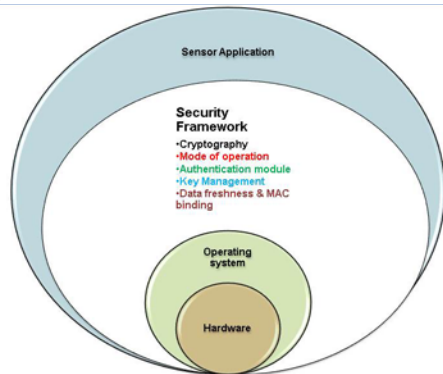 Sensor Application
Security
Framework
•Cryptography
•Mode of operation
•Authentication module
•Key Management
•Data freshness & MAC
binding
Operating
system
Hardware